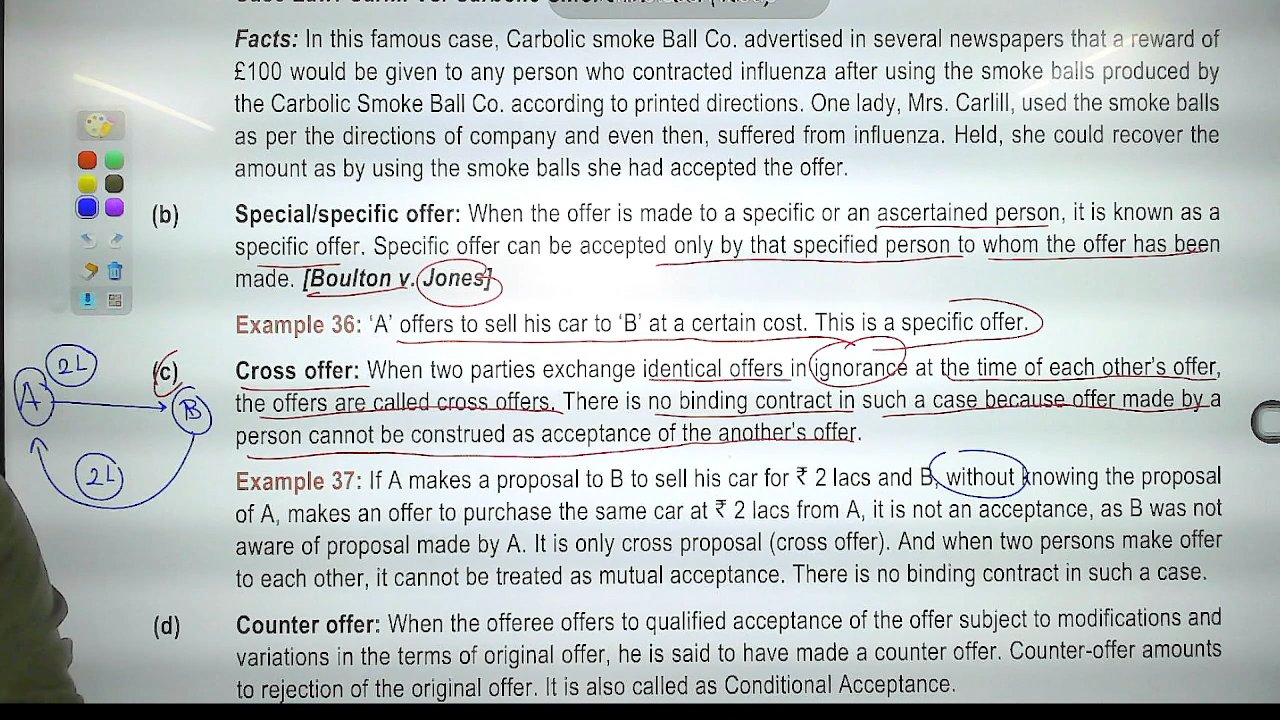 Facts: In this famous case, Carbolic smoke Ball Co. advertised in several newspapers that a reward of
£100 would be given to any person who contracted influenza after using the smoke balls produced by
the Carbolic Smoke Ball Co. according to printed directions. One lady, Mrs. Carlill, used the smoke balls
as per the directions of company and even then, suffered from influenza. Held, she could recover the
amount as by using the smoke balls she had accepted the offer.
(b) Special/specific offer: When the offer is made to a specific or an ascertained person, it is known as a
specific offer. Specific offer can be accepted only by that specified person to whom the offer has been
made. [Boulton v. Jones]
Example 36: ‘A’ offers to sell his car to ‘B’ at a certain cost. This is a specific offer.
(c) Cross offer: When two parties exchange identical offers in ignorance at the time of each other’s offer,
the offers are called cross offers. There is no binding contract in such a case because offer made by a
person cannot be construed as acceptance of the another’s offer.
2L
A
B
2L
Example 37: If A makes a proposal to B to sell his car for ₹ 2 lacs and B, without knowing the proposal
of A, makes an offer to purchase the same car at ₹ 2 lacs from A, it is not an acceptance, as B was not
aware of proposal made by A. It is only cross proposal (cross offer). And when two persons make offer
to each other, it cannot be treated as mutual acceptance. There is no binding contract in such a case.
(d) Counter offer: When the offeree offers to qualified acceptance of the offer subject to modifications and
variations in the terms of original offer, he is said to have made a counter offer. Counter-offer amounts
to rejection of the original offer. It is also called as Conditional Acceptance.